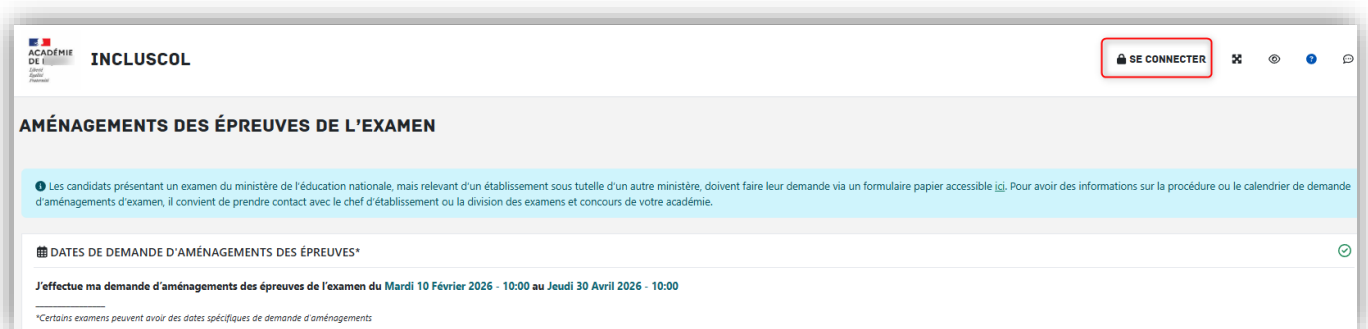 ACADÉMIE
DE
Liberté
Égalité
Fraternité
INCLUSCOL
SE CONNECTER
AMÉNAGEMENTS DES ÉPREUVES DE L'EXAMEN
Les candidats présentant un examen du ministère de l'éducation nationale, mais relevant d'un établissement sous tutelle d'un autre ministère, doivent faire leur demande via un formulaire papier accessible ici. Pour avoir des informations sur la procédure ou le calendrier de demande
d'aménagements d'examen, il convient de prendre contact avec le chef d'établissement ou la division des examens et concours de votre académie.
DATES DE DEMANDE D'AMÉNAGEMENTS DES ÉPREUVES*
J'effectue ma demande d'aménagements des épreuves de l'examen du Mardi 10 Février 2026 - 10:00 au Jeudi 30 Avril 2026 - 10:00
*Certains examens peuvent avoir des dates spécifiques de demande d'aménagements